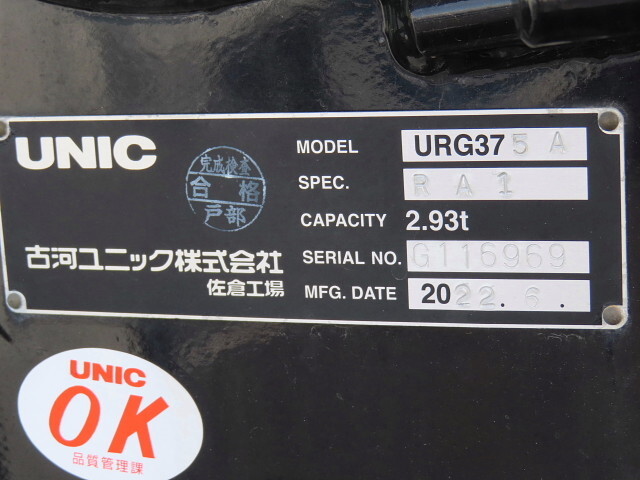 UNIC
完成検査
合格
戸部
古河ユニック株式会社
佐倉工場
MODEL URG375A
SPEC. RA1
CAPACITY 2.93t
SERIAL NO. G116969
MFG. DATE 2022.6.
UNIC
OK
品質管理課